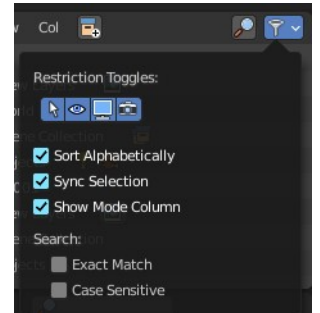 Col
Restriction Toggles:
Sort Alphabetically
Sync Selection
Show Mode Column
Search:
Exact Match
Case Sensitive